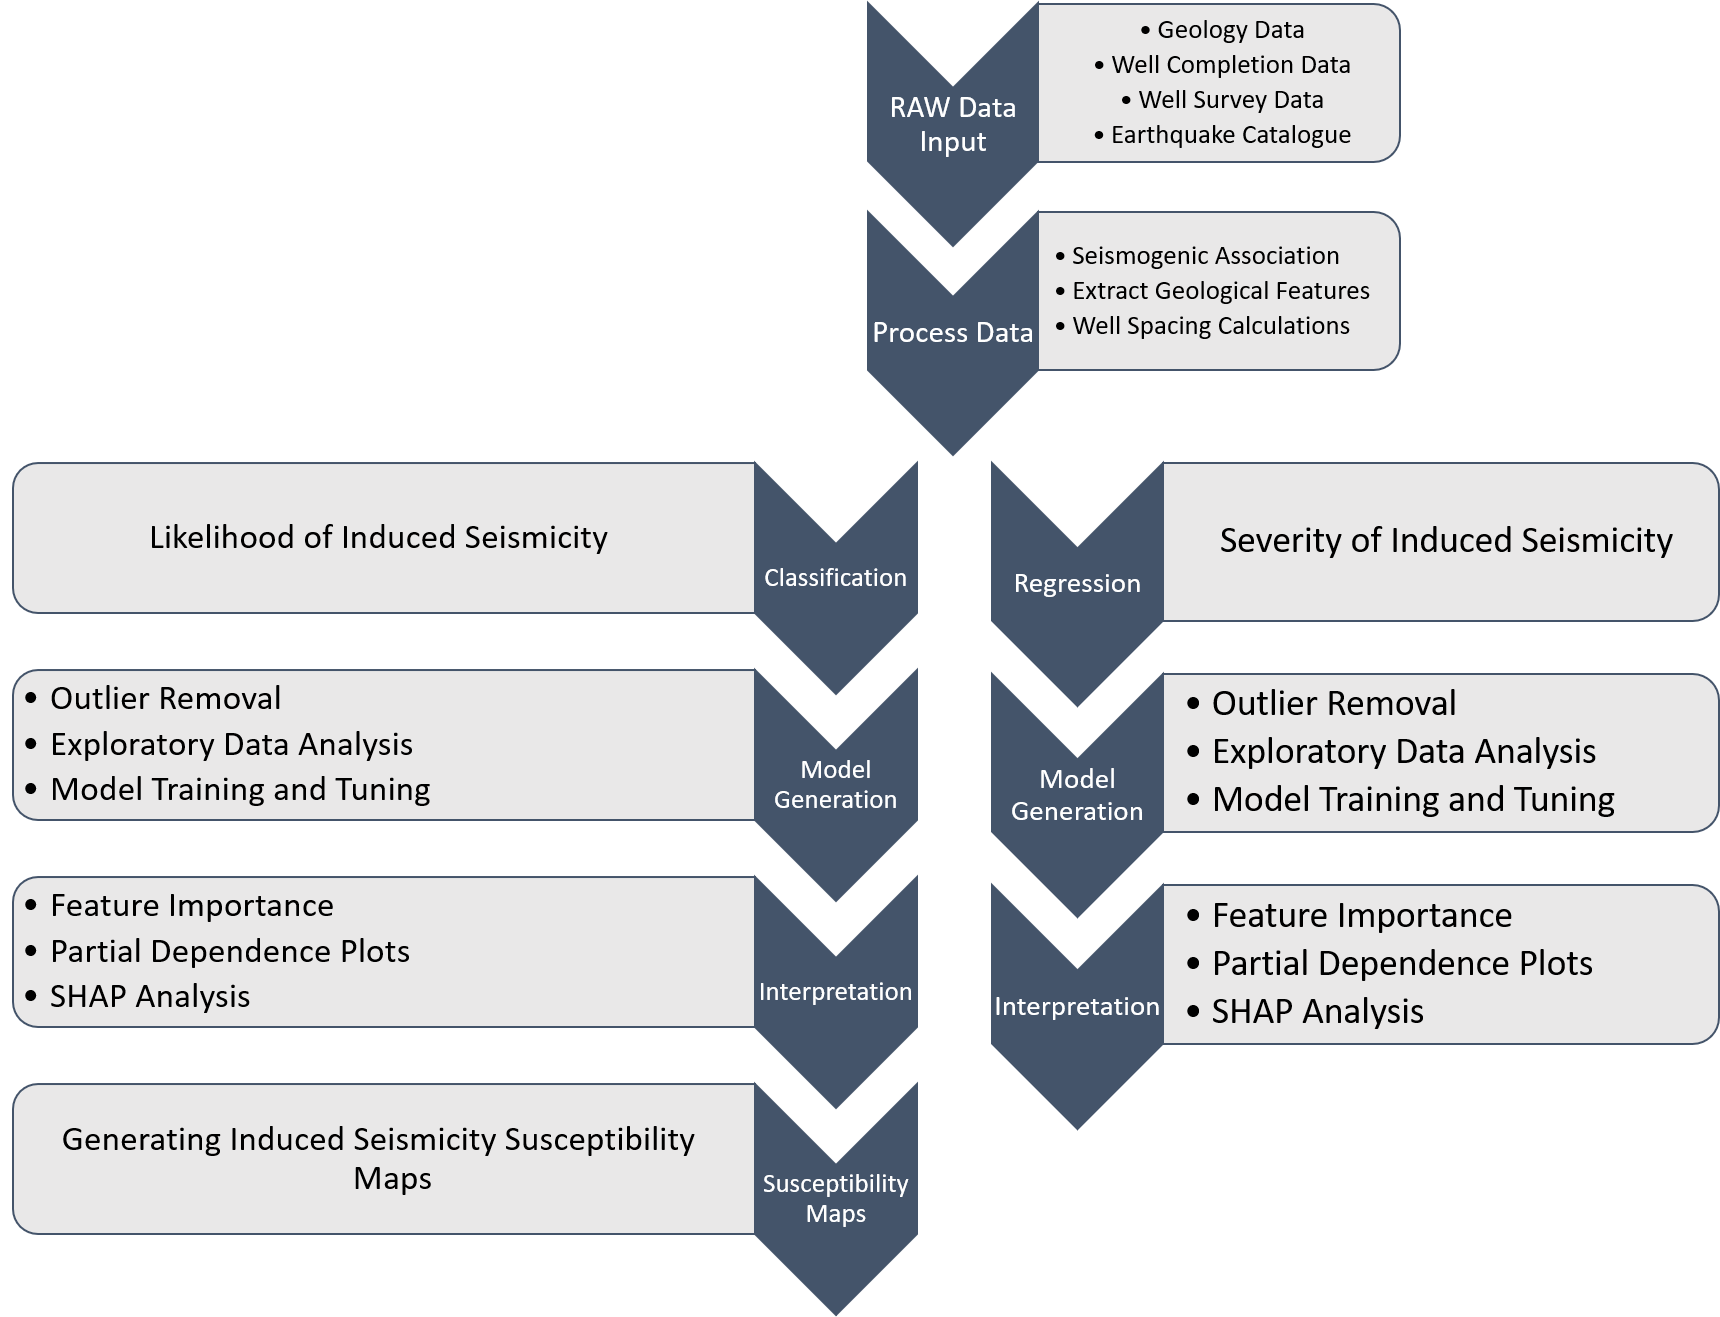 RAW Data
Input
• Geology Data
• Well Completion Data
• Well Survey Data
• Earthquake Catalogue
Process Data
• Seismogenic Association
• Extract Geological Features
• Well Spacing Calculations
Likelihood of Induced Seismicity
Classification
• Outlier Removal
• Exploratory Data Analysis
• Model Training and Tuning
Model
Generation
• Feature Importance
• Partial Dependence Plots
• SHAP Analysis
Interpretation
Generating Induced Seismicity Susceptibility
Maps
Susceptibility
Maps
Regression
Severity of Induced Seismicity
Model
Generation
• Outlier Removal
• Exploratory Data Analysis
• Model Training and Tuning
Interpretation
• Feature Importance
• Partial Dependence Plots
• SHAP Analysis